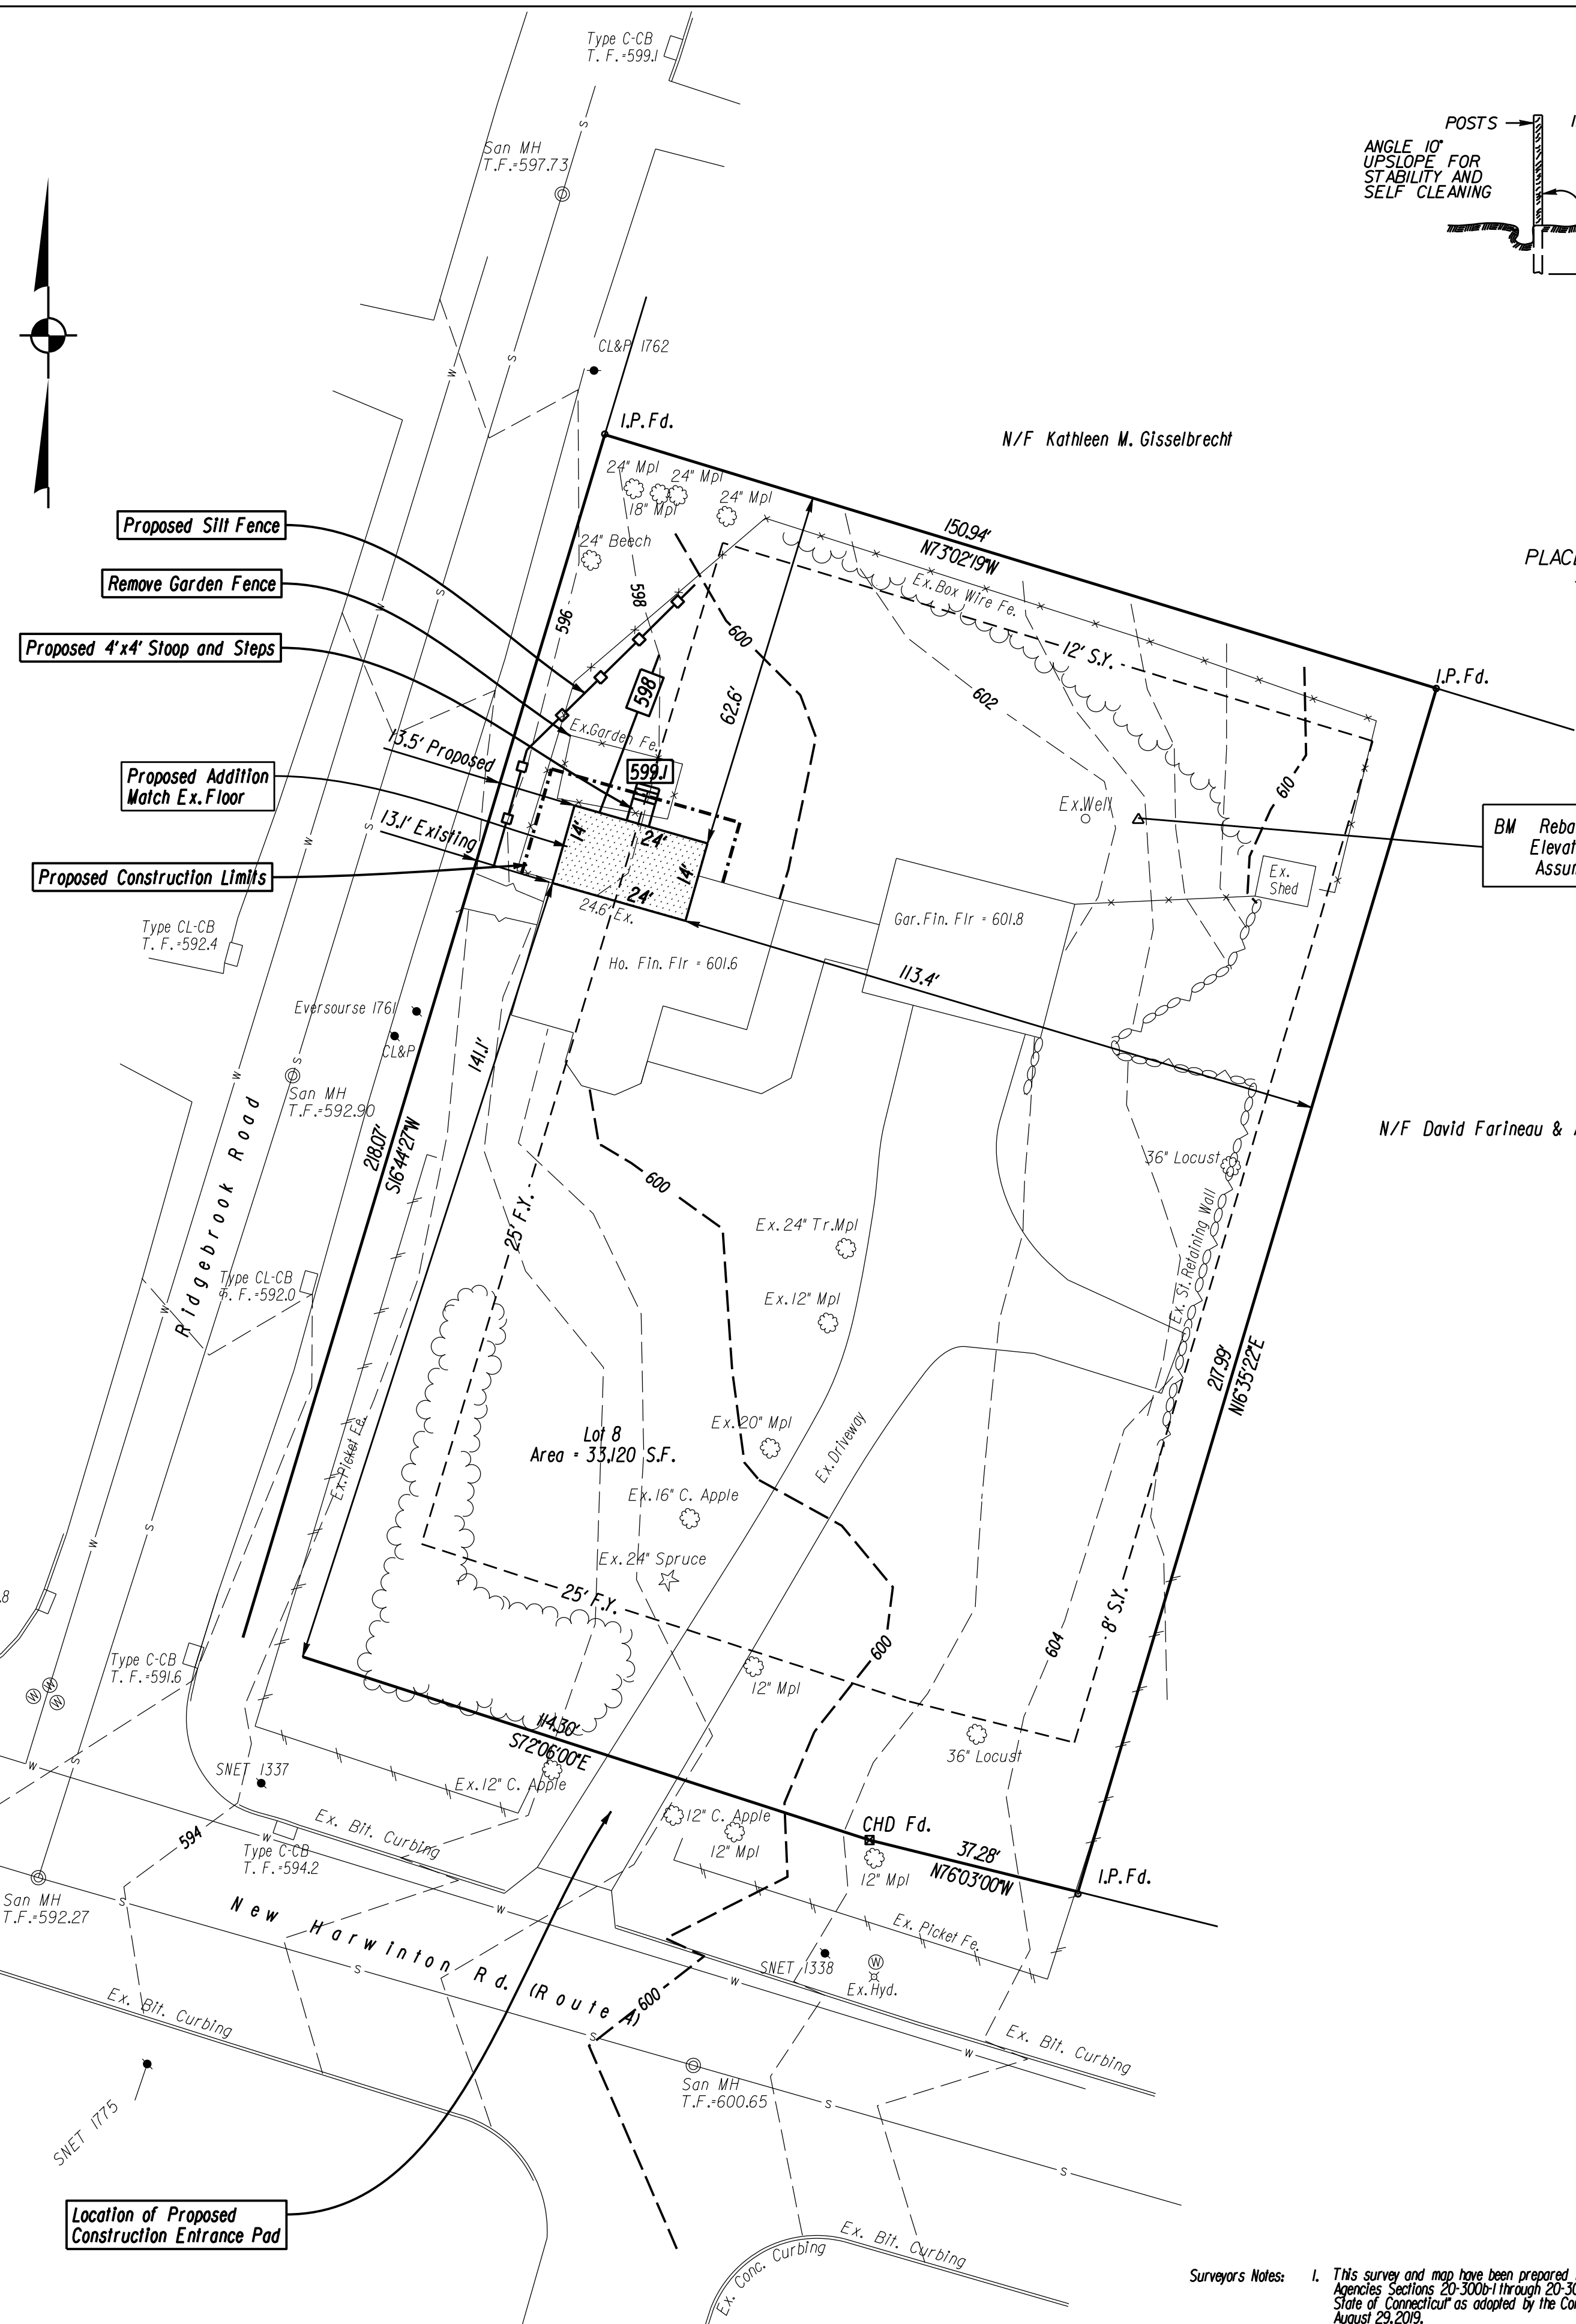 Type C-CB
T. F.=599.1
San MH
T.F.=597.73
POSTS
ANGLE 10°
UPSLOPE FOR
STABILITY AND
SELF CLEANING
CL&P 1762
I.P.Fd.
N/F Kathleen M. Gisselbrecht
24" Mpl
24" Mpl
18" Mpl
24" Mpl
24" Beech
150.94'
N73°02'19"W
Ex.Box Wire Fe.
12' S.Y.
PLACE
Proposed Silt Fence
Remove Garden Fence
Proposed 4'x4' Stoop and Steps
596
598
600
598
62.6'
602
610
I.P.Fd.
Ex.Garden Fe.
13.5' Proposed
599.1
Proposed Addition
Match Ex.Floor
13.1' Existing
14'
24'
14'
24'
24.6' Ex.
Proposed Construction Limits
Ex.Well
BM Reba
Elevat
Assum
Ex.
Shed
Type CL-CB
T. F.=592.4
Gar.Fin. Flr = 601.8
Ho. Fin. Flr = 601.6
113.4'
Eversourse 1761
CL&P
141.1'
San MH
T.F.=592.90
218.07'
S16°44'27"W
Ridgebrook Road
N/F David Farineau &
36" Locust
600
25' F.Y.
Ex.24" Tr.Mpl
Ex. St.Retaining Wall
Type CL-CB
T. F.=592.0
Ex.12" Mpl
217.99'
N16°35'22"E
Ex.Picket Fe.
Lot 8
Area = 33,120 S.F.
Ex.20" Mpl
Ex.Driveway
Ex.16" C. Apple
Ex.24" Spruce
25' F.Y.
8' S.Y.
600
604
Type C-CB
T. F.=591.6
12" Mpl
36" Locust
114.30'
S72°06'00"E
SNET 1337
Ex.12" C. Apple
12" C. Apple
12" Mpl
CHD Fd.
37.28'
N76°03'00"W
12" Mpl
I.P.Fd.
Ex. Bit. Curbing
594
Type C-CB
T. F.=594.2
San MH
T.F.=592.27
New Harwinton Rd. (Route A)
Ex. Picket Fe.
SNET 1338
Ex.Hyd.
600
Ex. Bit. Curbing
Ex. Bit. Curbing
San MH
T.F.=600.65
SNET 1775
Location of Proposed
Construction Entrance Pad
Ex. Conc. Curbing
Ex. Bit. Curbing
Surveyors Notes: 1. This survey and map have been prepared
Agencies Sections 20-300b-1 through 20-30
State of Connecticut" as adopted by the Con
August 29,2019.